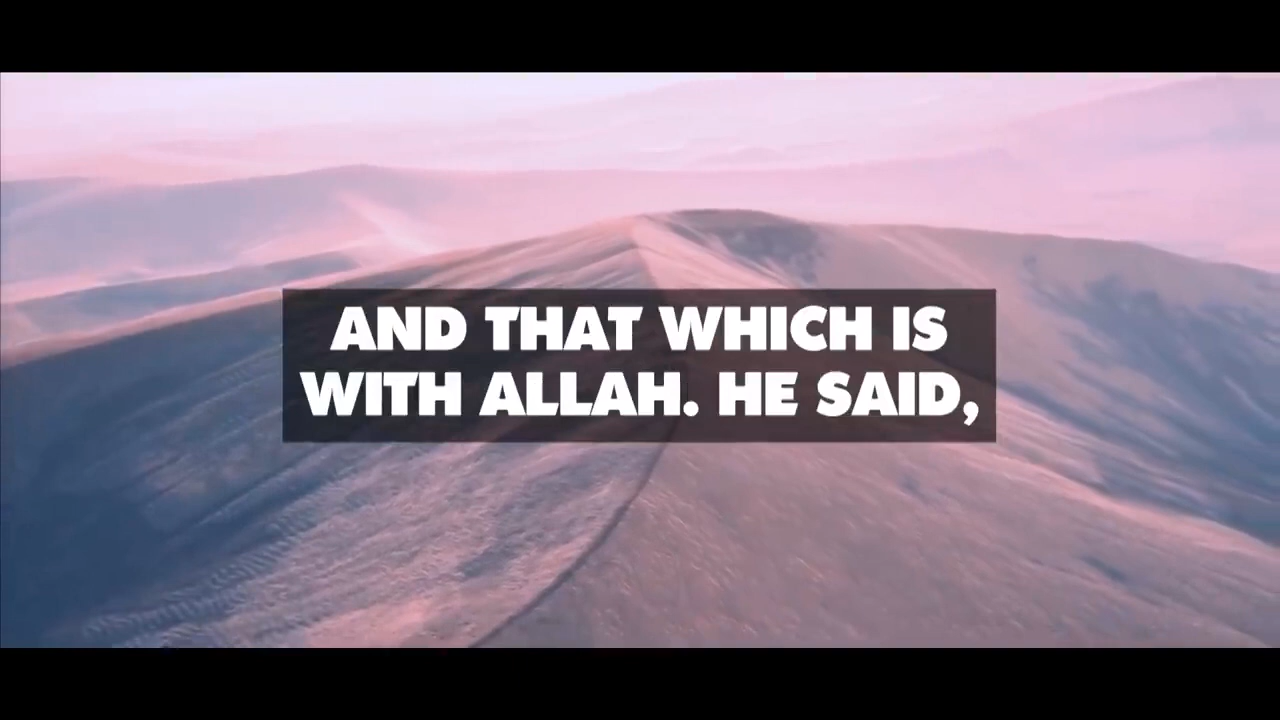 AND THAT WHICH IS
WITH ALLAH. HE SAID,